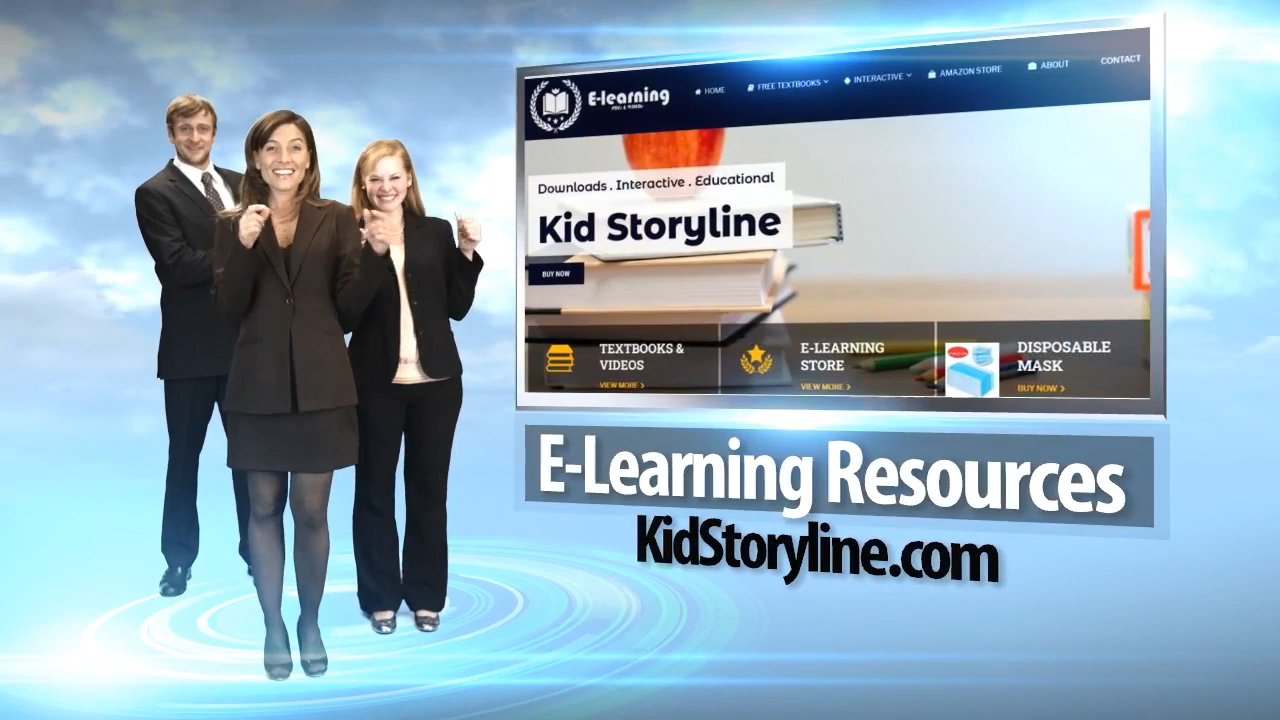 E-learning
HOME
FREE TEXTBOOKS
INTERACTIVE
AMAZON STORE
ABOUT
CONTACT
Downloads . Interactive . Educational
Kid Storyline
BUY NOW
TEXTBOOKS &
VIDEOS
VIEW MORE >
E-LEARNING
STORE
VIEW MORE >
DISPOSABLE
MASK
BUY NOW >
E-Learning Resources
KidStoryline.com